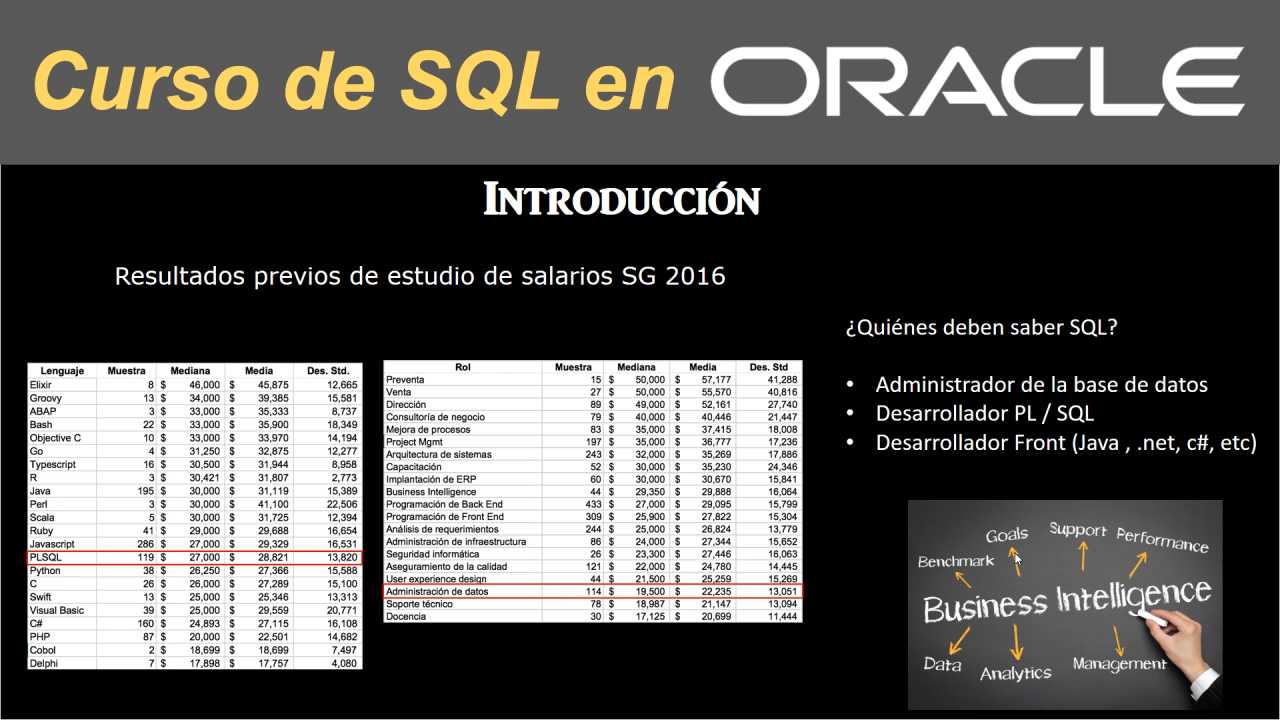 Curso de SQL en ORACLE
INTRODUCCIÓN
Resultados previos de estudio de salarios SG 2016
Lenguaje Muestra Mediana Media Des. Std.
Elixir 8 $ 46,000 $ 45,875 12,665
Groovy 13 $ 34,000 $ 39,385 15,581
ABAP 3 $ 33,000 $ 35,333 8,737
Bash 22 $ 33,000 $ 35,900 18,349
Objective C 10 $ 33,000 $ 33,970 14,194
Go 4 $ 31,250 $ 32,875 12,277
Typescript 16 $ 30,500 $ 31,944 8,958
R 3 $ 30,421 $ 31,807 2,773
Java 195 $ 30,000 $ 31,119 15,389
Perl 3 $ 30,000 $ 41,100 22,506
Scala 5 $ 30,000 $ 31,725 12,394
Ruby 41 $ 29,000 $ 29,688 16,654
Javascript 286 $ 27,000 $ 29,329 16,531
PLSQL 119 $ 27,000 $ 28,821 13,820
Python 38 $ 26,250 $ 27,366 15,588
C 26 $ 26,000 $ 27,289 15,100
Swift 13 $ 25,000 $ 25,346 13,313
Visual Basic 39 $ 25,000 $ 29,559 20,771
C# 160 $ 24,893 $ 27,115 16,108
PHP 87 $ 20,000 $ 22,501 14,682
Cobol 2 $ 18,699 $ 18,699 7,497
Delphi 7 $ 17,898 $ 17,757 4,080
Rol Muestra Mediana Media Des. Std
Preventa 15 $ 50,000 $ 57,177 41,288
Venta 27 $ 50,000 $ 55,570 40,816
Dirección 89 $ 49,000 $ 52,161 27,740
Consultoría de negocio 79 $ 40,000 $ 40,446 21,447
Mejora de procesos 83 $ 35,000 $ 37,415 18,008
Project Mgmt 197 $ 35,000 $ 36,777 17,236
Arquitectura de sistemas 243 $ 32,000 $ 35,269 17,886
Capacitación 52 $ 30,000 $ 35,230 24,346
Implantación de ERP 60 $ 30,000 $ 30,670 15,841
Business Intelligence 44 $ 29,350 $ 29,888 16,064
Programación de Back End 433 $ 27,000 $ 29,095 15,799
Programación de Front End 309 $ 25,900 $ 27,822 15,304
Análisis de requerimientos 244 $ 25,000 $ 26,824 13,779
Administración de infraestructura 86 $ 24,000 $ 27,344 15,652
Seguridad informática 26 $ 23,300 $ 27,446 16,063
Aseguramiento de la calidad 121 $ 22,000 $ 24,780 14,445
User experience design 44 $ 21,500 $ 25,259 15,269
Administración de datos 114 $ 19,500 $ 22,235 13,051
Soporte técnico 78 $ 18,987 $ 21,147 13,094
Docencia 30 $ 17,125 $ 20,699 11,444
¿Quiénes deben saber SQL?
• Administrador de la base de datos
• Desarrollador PL / SQL
• Desarrollador Front (Java , .net, c#, etc)
Goals Support Performance
Benchmark
Business Intelligence
Data Analytics Management